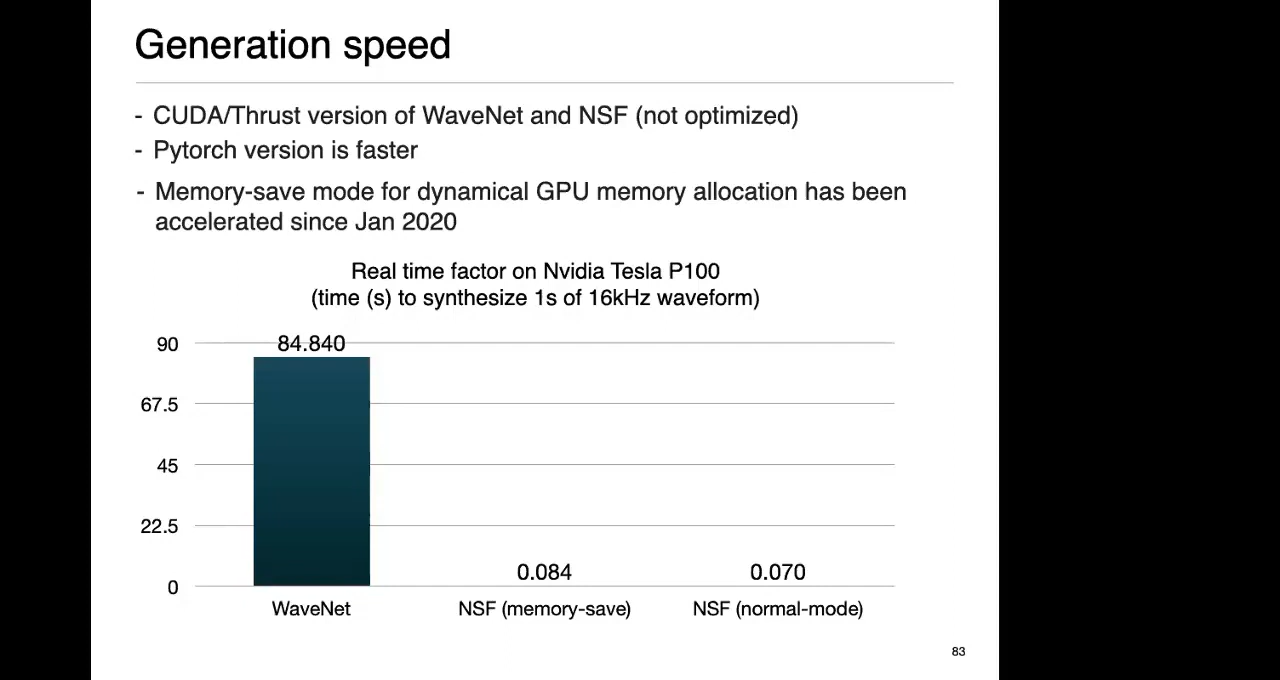 Generation speed
- CUDA/Thrust version of WaveNet and NSF (not optimized)
- Pytorch version is faster
- Memory-save mode for dynamical GPU memory allocation has been
accelerated since Jan 2020
Real time factor on Nvidia Tesla P100
(time (s) to synthesize 1s of 16kHz waveform)
90
84.840
67.5
45
22.5
0
0.084
0.070
WaveNet
NSF (memory-save)
NSF (normal-mode)
83